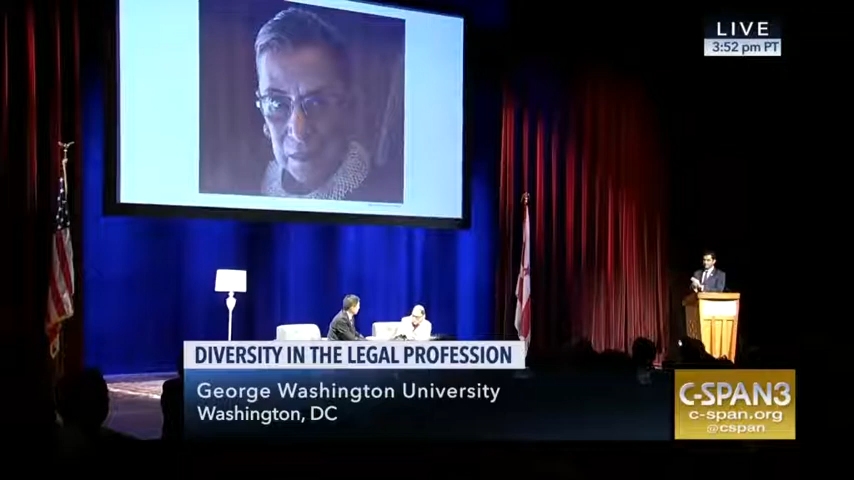 LIVE
3:52 pm PT
DIVERSITY IN THE LEGAL PROFESSION
George Washington University
Washington, DC
C-SPAN3
c-span.org
@cspan